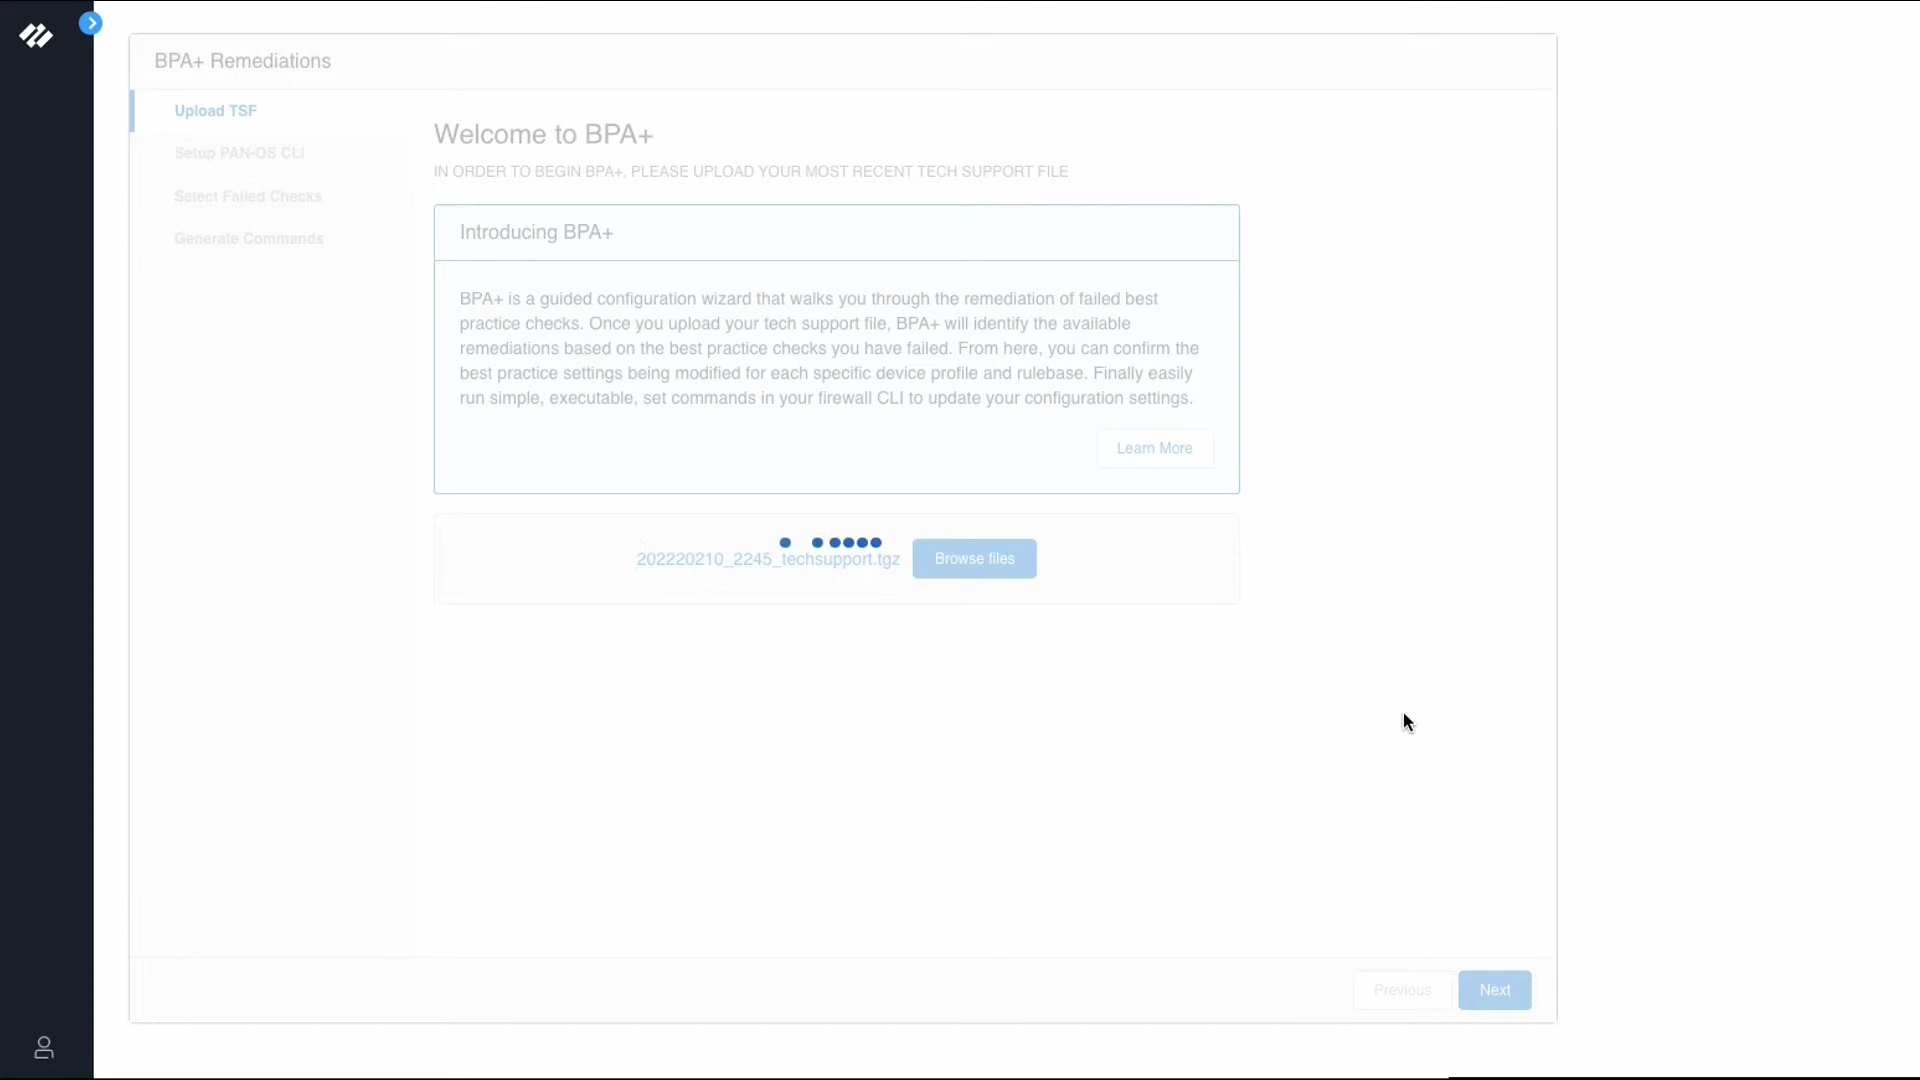 BPA+ Remediations
Upload TSF
Setup PAN-OS CLI
Select Failed Checks
Generate Commands
Welcome to BPA+
IN ORDER TO BEGIN BPA+, PLEASE UPLOAD YOUR MOST RECENT TECH SUPPORT FILE
Introducing BPA+
BPA+ is a guided configuration wizard that walks you through the remediation of failed best
practice checks. Once you upload your tech support file, BPA+ will identify the available
remediations based on the best practice checks you have failed. From here, you can confirm the
best practice settings being modified for each specific device profile and rulebase. Finally easily
run simple, executable, set commands in your firewall CLI to update your configuration settings.
Learn More
202220210_2245_techsupport.tgz
Browse files
Previous
Next